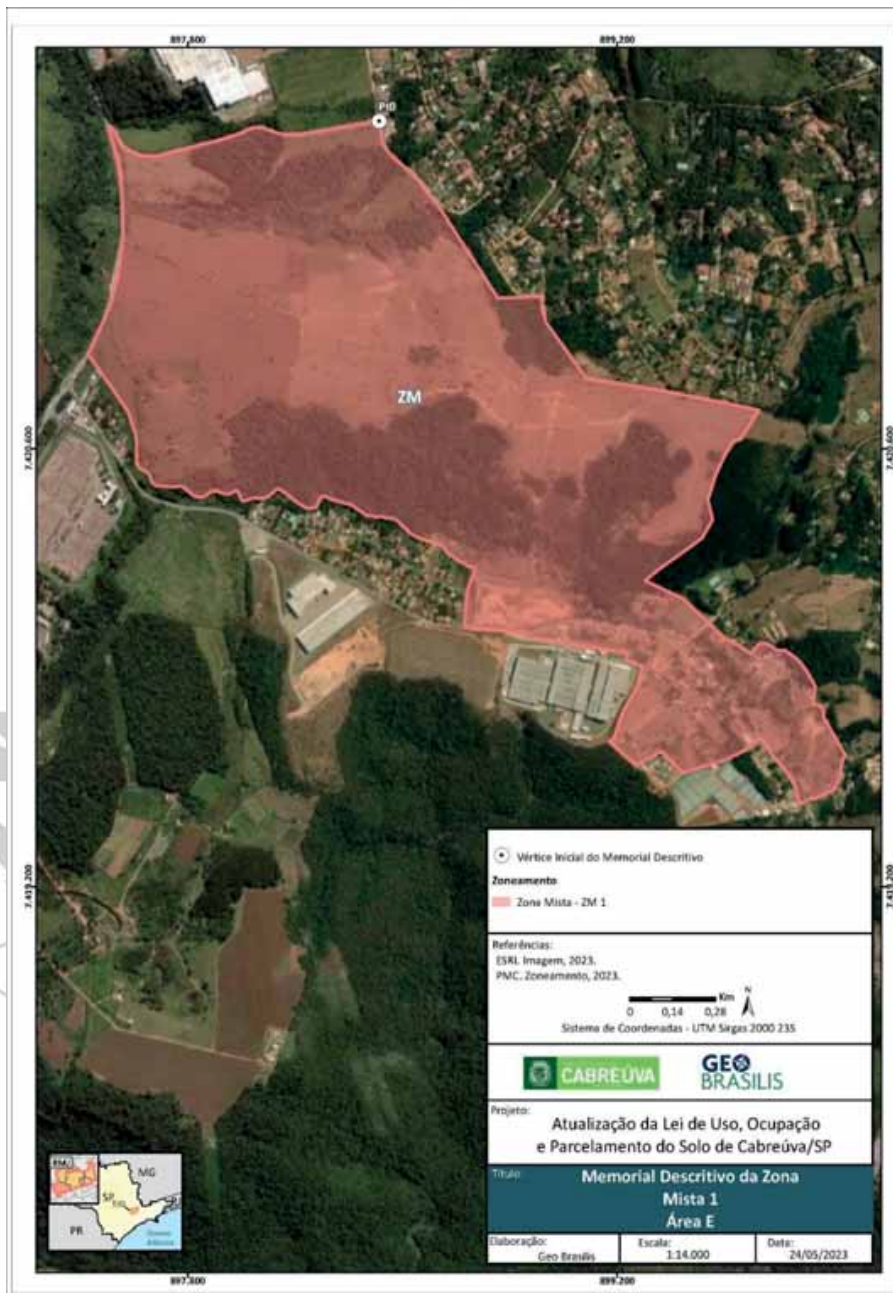 897,800
899,200
Pt0
ZM
7.420.600
7.420.600
7.419.200
7.419.200
Vértice Inicial do Memorial Descritivo
Zoneamento
Zona Mista - ZM 1
Referências:
ESRI. Imagem, 2023.
PMC. Zoneamento, 2023.
Km
N
0 0,14 0,28
Sistema de Coordenadas - UTM Sirgas 2000 23S
CABREÚVA
GEO
BRASILIS
Projeto:
Atualização da Lei de Uso, Ocupação
e Parcelamento do Solo de Cabreúva/SP
Título:
Memorial Descritivo da Zona
Mista 1
Área E
Elaboração:
Geo Brasilis
Escala:
1:14.000
Data:
24/05/2023
MG
SP
PR
897,800
899,200